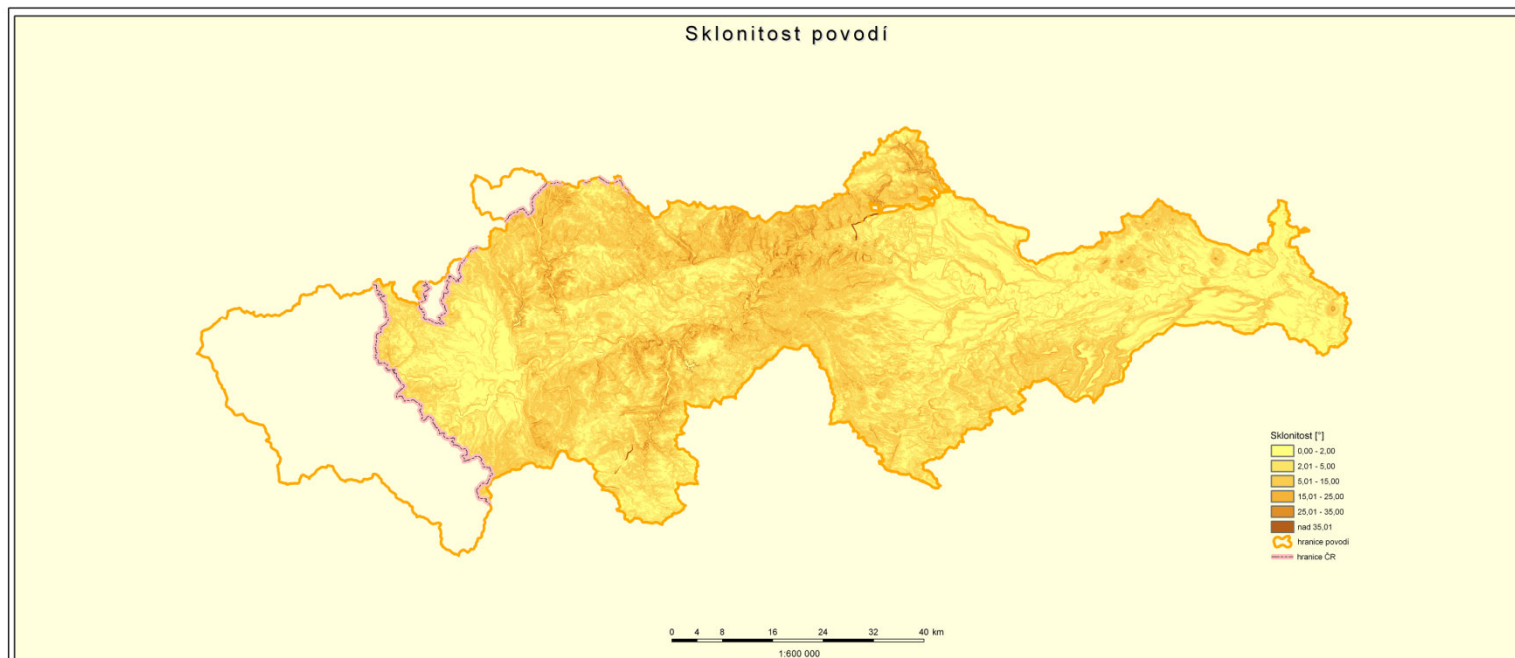 Sklonitost povodí
Sklonitost [°]
0,00 - 2,00
2,01 - 5,00
5,01 - 15,00
15,01 - 25,00
25,01 - 35,00
nad 35,01
hranice povodí
hranice ČR
0 4 8 16 24 32 40 km
1:600 000